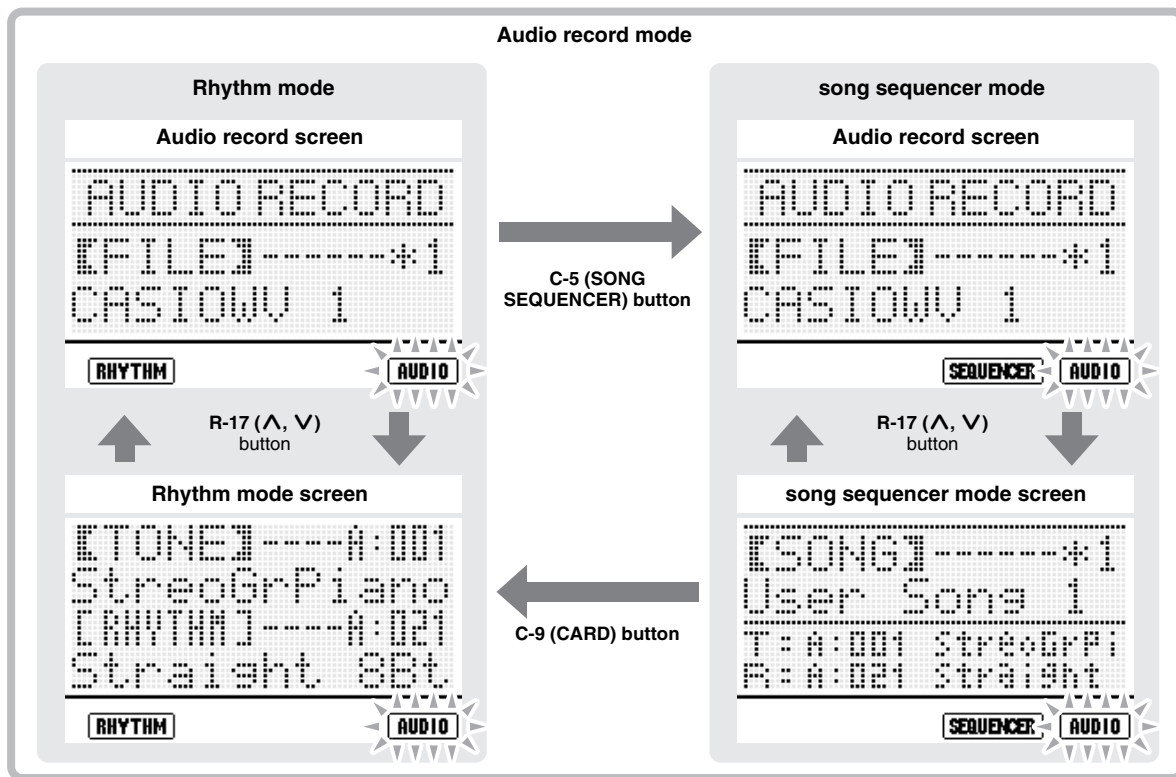 Audio record mode
Rhythm mode
Audio record screen
AUDIO RECORD
[FILE]------*1
CASIOWV 1
RHYTHM
AUDIO
R-17 (∧, ∨)
button
Rhythm mode screen
[TONE]----A:001
StreoGrPiano
[RHYTHM]----A:021
Straight 8Bt
RHYTHM
AUDIO
C-5 (SONG
SEQUENCER) button
C-9 (CARD) button
song sequencer mode
Audio record screen
AUDIO RECORD
[FILE]------*1
CASIOWV 1
SEQUENCER
AUDIO
R-17 (∧, ∨)
button
song sequencer mode screen
[SONG]------*1
User Song 1
T:A:001 StreoGrPi
R:A:021 Straight
SEQUENCER
AUDIO